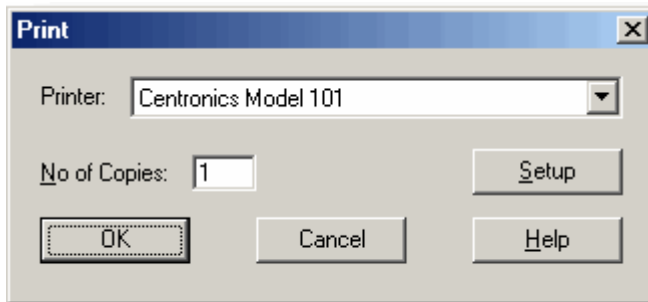 Print
Printer: Centronics Model 101
No of Copies: 1 Setup
OK Cancel Help